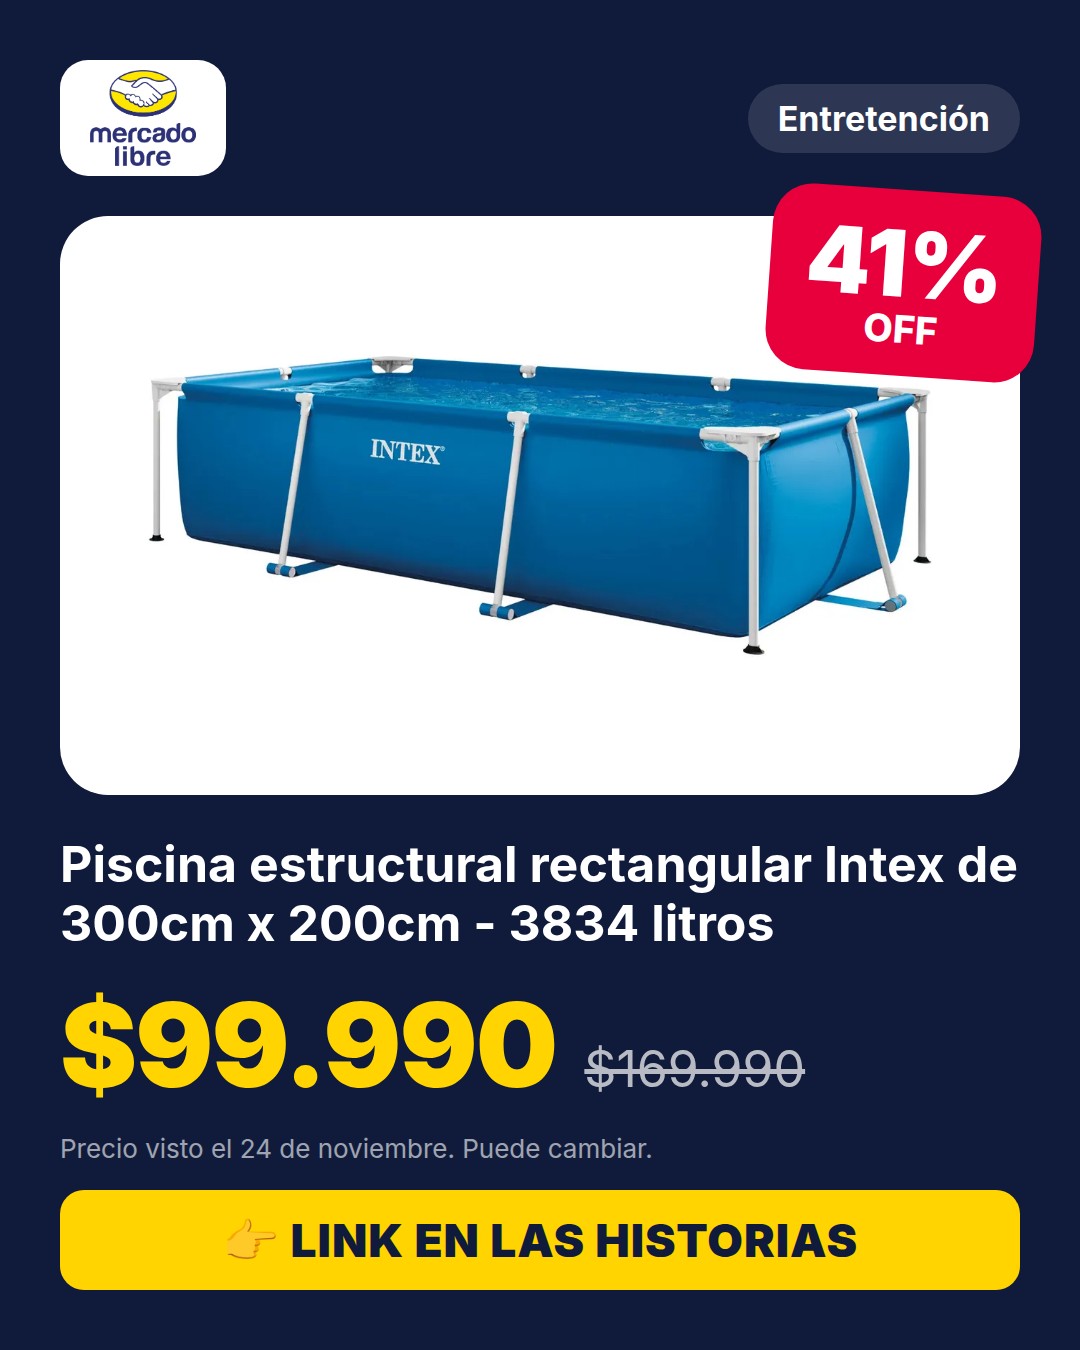 mercado
libre
Entretención
41%
OFF
INTEX®
Piscina estructural rectangular Intex de
300cm x 200cm - 3834 litros
$99.990 $169.990
Precio visto el 24 de noviembre. Puede cambiar.
👉 LINK EN LAS HISTORIAS